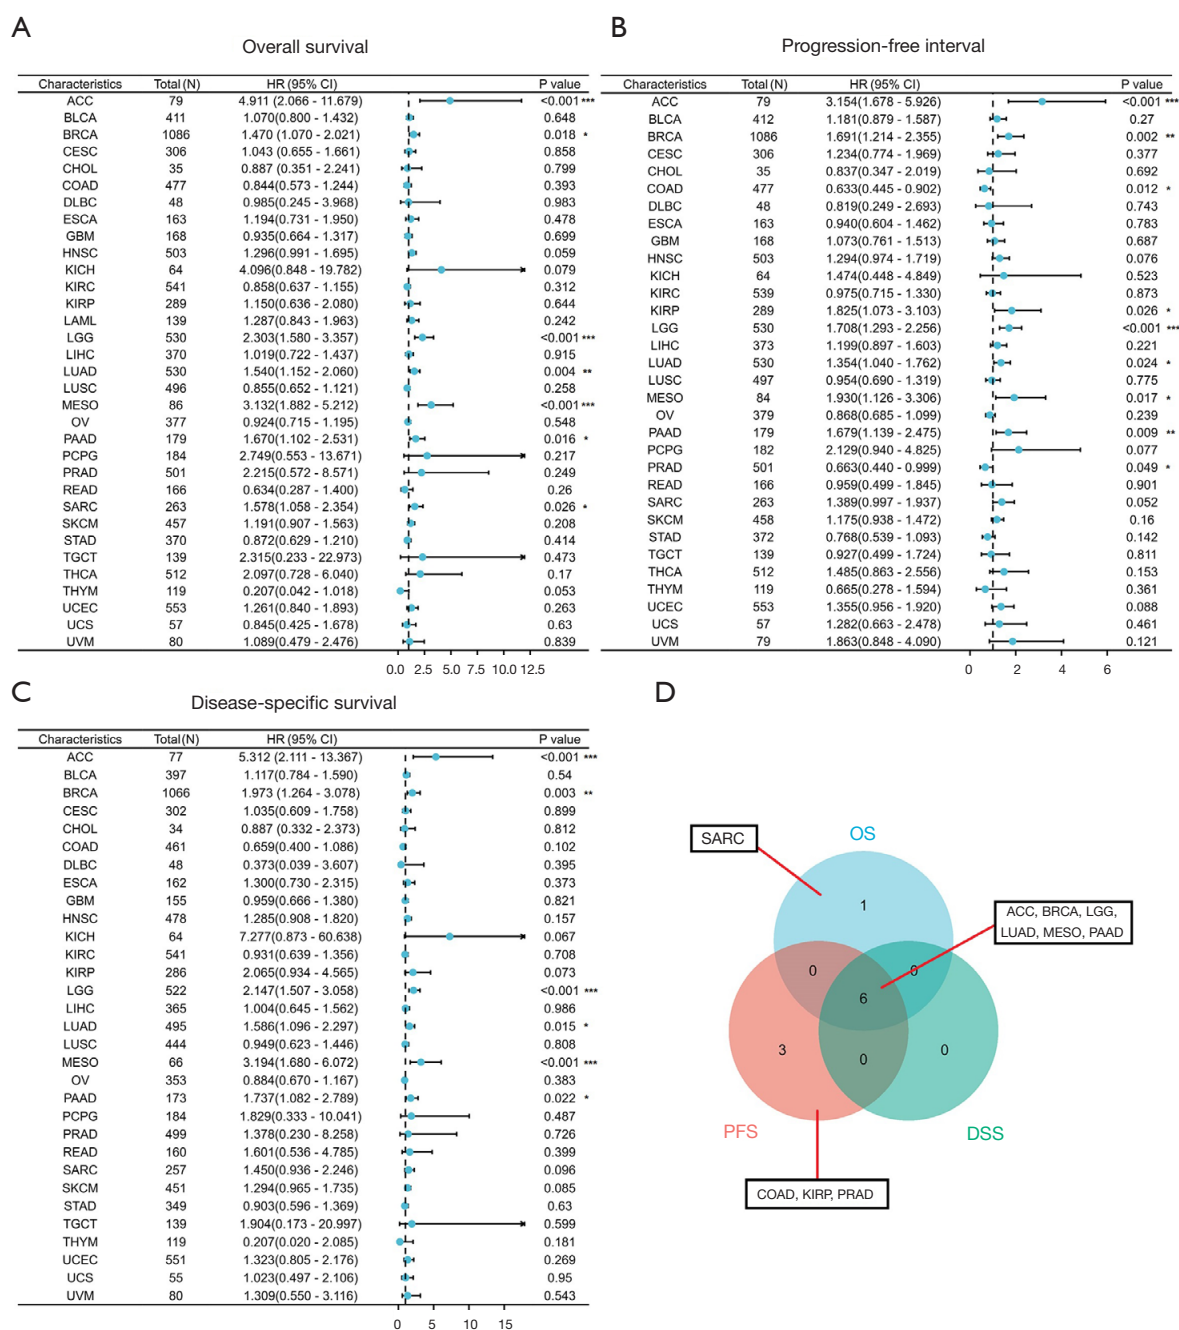 A
Overall survival
Characteristics Total (N) HR (95% CI) P value
ACC 79 4.911 (2.066 - 11.679) <0.001 ***
BLCA 411 1.070(0.800 - 1.432) 0.648
BRCA 1086 1.470 (1.070 - 2.021) 0.018 *
CESC 306 1.043 (0.655 - 1.661) 0.858
CHOL 35 0.887 (0.351 - 2.241) 0.799
COAD 477 0.844(0.573 - 1.244) 0.393
DLBC 48 0.985(0.245 - 3.968) 0.983
ESCA 163 1.194(0.731 - 1.950) 0.478
GBM 168 0.935(0.664 - 1.317) 0.699
HNSC 503 1.296(0.991 - 1.695) 0.059
KICH 64 4.096(0.848 - 19.782) 0.079
KIRC 541 0.858(0.637 - 1.155) 0.312
KIRP 289 1.150(0.636 - 2.080) 0.644
LAML 139 1.287(0.843 - 1.963) 0.242
LGG 530 2.303(1.580 - 3.357) <0.001 ***
LIHC 370 1.019(0.722 - 1.437) 0.915
LUAD 530 1.540(1.152 - 2.060) 0.004 **
LUSC 496 0.855(0.652 - 1.121) 0.258
MESO 86 3.132(1.882 - 5.212) <0.001 ***
OV 377 0.924(0.715 - 1.195) 0.548
PAAD 179 1.670(1.102 - 2.531) 0.016 *
PCPG 184 2.749(0.553 - 13.671) 0.217
PRAD 501 2.215(0.572 - 8.571) 0.249
READ 166 0.634(0.287 - 1.400) 0.26
SARC 263 1.578(1.058 - 2.354) 0.026 *
SKCM 457 1.191(0.907 - 1.563) 0.208
STAD 370 0.872(0.629 - 1.210) 0.414
TGCT 139 2.315(0.233 - 22.973) 0.473
THCA 512 2.097(0.728 - 6.040) 0.17
THYM 119 0.207(0.042 - 1.018) 0.053
UCEC 553 1.261(0.840 - 1.893) 0.263
UCS 57 0.845(0.425 - 1.678) 0.63
UVM 80 1.089(0.479 - 2.476) 0.839
0.0 2.5 5.0 7.5 10.0 12.5
B
Progression-free interval
Characteristics Total (N) HR (95% CI) P value
ACC 79 3.154(1.678 - 5.926) <0.001 ***
BLCA 412 1.181(0.879 - 1.587) 0.27
BRCA 1086 1.691(1.214 - 2.355) 0.002 **
CESC 306 1.234(0.774 - 1.969) 0.377
CHOL 35 0.837(0.347 - 2.019) 0.692
COAD 477 0.633(0.445 - 0.902) 0.012 *
DLBC 48 0.819(0.249 - 2.693) 0.743
ESCA 163 0.940(0.604 - 1.462) 0.783
GBM 168 1.073(0.761 - 1.513) 0.687
HNSC 503 1.294(0.974 - 1.719) 0.076
KICH 64 1.474(0.448 - 4.849) 0.523
KIRC 539 0.975(0.715 - 1.330) 0.873
KIRP 289 1.825(1.073 - 3.103) 0.026 *
LGG 530 1.708(1.293 - 2.256) <0.001 ***
LIHC 373 1.199(0.897 - 1.603) 0.221
LUAD 530 1.354(1.040 - 1.762) 0.024 *
LUSC 497 0.954(0.690 - 1.319) 0.775
MESO 84 1.930(1.126 - 3.306) 0.017 *
OV 379 0.868(0.685 - 1.099) 0.239
PAAD 179 1.679(1.139 - 2.475) 0.009 **
PCPG 182 2.129(0.940 - 4.825) 0.077
PRAD 501 0.663(0.440 - 0.999) 0.049 *
READ 166 0.959(0.499 - 1.845) 0.901
SARC 263 1.389(0.997 - 1.937) 0.052
SKCM 458 1.175(0.938 - 1.472) 0.16
STAD 372 0.768(0.539 - 1.093) 0.142
TGCT 139 0.927(0.499 - 1.724) 0.811
THCA 512 1.485(0.863 - 2.556) 0.153
THYM 119 0.665(0.278 - 1.594) 0.361
UCEC 553 1.355(0.956 - 1.920) 0.088
UCS 57 1.282(0.663 - 2.478) 0.461
UVM 79 1.863(0.848 - 4.090) 0.121
0 2 4 6
C
Disease-specific survival
Characteristics Total(N) HR (95% CI) P value
ACC 77 5.312 (2.111 - 13.367) <0.001 ***
BLCA 397 1.117(0.784 - 1.590) 0.54
BRCA 1066 1.973 (1.264 - 3.078) 0.003 **
CESC 302 1.035(0.609 - 1.758) 0.899
CHOL 34 0.887 (0.332 - 2.373) 0.812
COAD 461 0.659(0.400 - 1.086) 0.102
DLBC 48 0.373(0.039 - 3.607) 0.395
ESCA 162 1.300(0.730 - 2.315) 0.373
GBM 155 0.959(0.666 - 1.380) 0.821
HNSC 478 1.285(0.908 - 1.820) 0.157
KICH 64 7.277(0.873 - 60.638) 0.067
KIRC 541 0.931(0.639 - 1.356) 0.708
KIRP 286 2.065(0.934 - 4.565) 0.073
LGG 522 2.147(1.507 - 3.058) <0.001 ***
LIHC 365 1.004(0.645 - 1.562) 0.986
LUAD 495 1.586(1.096 - 2.297) 0.015 *
LUSC 444 0.949(0.623 - 1.446) 0.808
MESO 66 3.194(1.680 - 6.072) <0.001 ***
OV 353 0.884(0.670 - 1.167) 0.383
PAAD 173 1.737(1.082 - 2.789) 0.022 *
PCPG 184 1.829(0.333 - 10.041) 0.487
PRAD 499 1.378(0.230 - 8.258) 0.726
READ 160 1.601(0.536 - 4.785) 0.399
SARC 257 1.450(0.936 - 2.246) 0.096
SKCM 451 1.294(0.965 - 1.735) 0.085
STAD 349 0.903(0.596 - 1.369) 0.63
TGCT 139 1.904(0.173 - 20.997) 0.599
THYM 119 0.207(0.020 - 2.085) 0.181
UCEC 551 1.323(0.805 - 2.176) 0.269
UCS 55 1.023(0.497 - 2.106) 0.95
UVM 80 1.309(0.550 - 3.116) 0.543
0 5 10 15
D
OS
SARC
1
ACC, BRCA, LGG,
LUAD, MESO, PAAD
0 0
6
3 0 0
PFS DSS
COAD, KIRP, PRAD